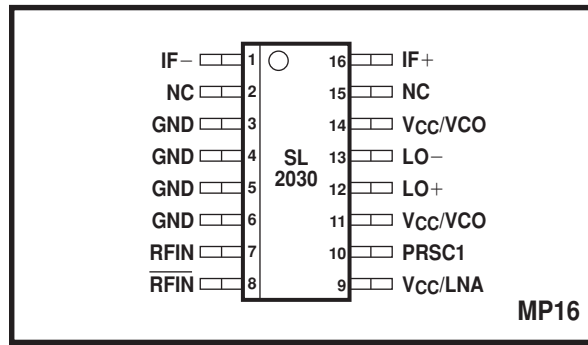 IF− 1 16 IF+
NC 2 15 NC
GND 3 14 VCC/VCO
GND 4 SL 13 LO−
GND 5 2030 12 LO+
GND 6 11 VCC/VCO
RFIN 7 10 PRSC1
R̅F̅I̅N̅ 8 9 VCC/LNA
MP16